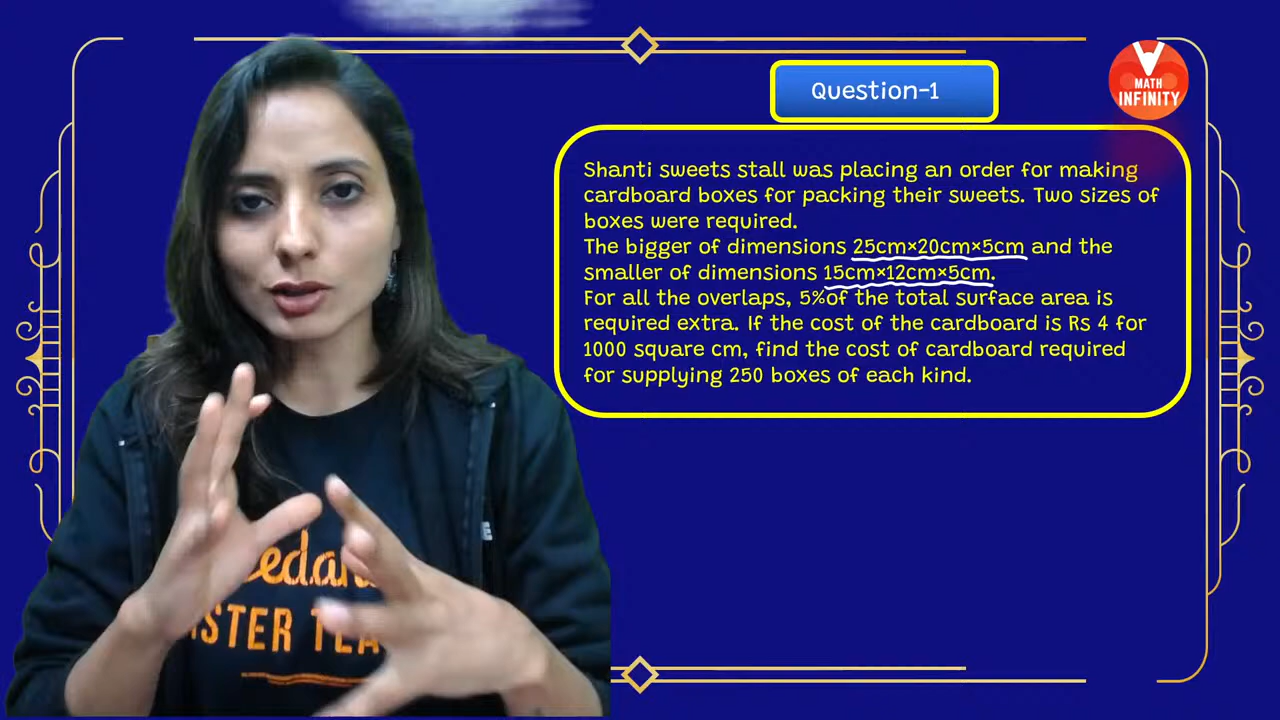 Question-1
MATH
INFINITY
Shanti sweets stall was placing an order for making
cardboard boxes for packing their sweets. Two sizes of
boxes were required.
The bigger of dimensions 25cm×20cm×5cm and the
smaller of dimensions 15cm×12cm×5cm.
For all the overlaps, 5%of the total surface area is
required extra. If the cost of the cardboard is Rs 4 for
1000 square cm, find the cost of cardboard required
for supplying 250 boxes of each kind.